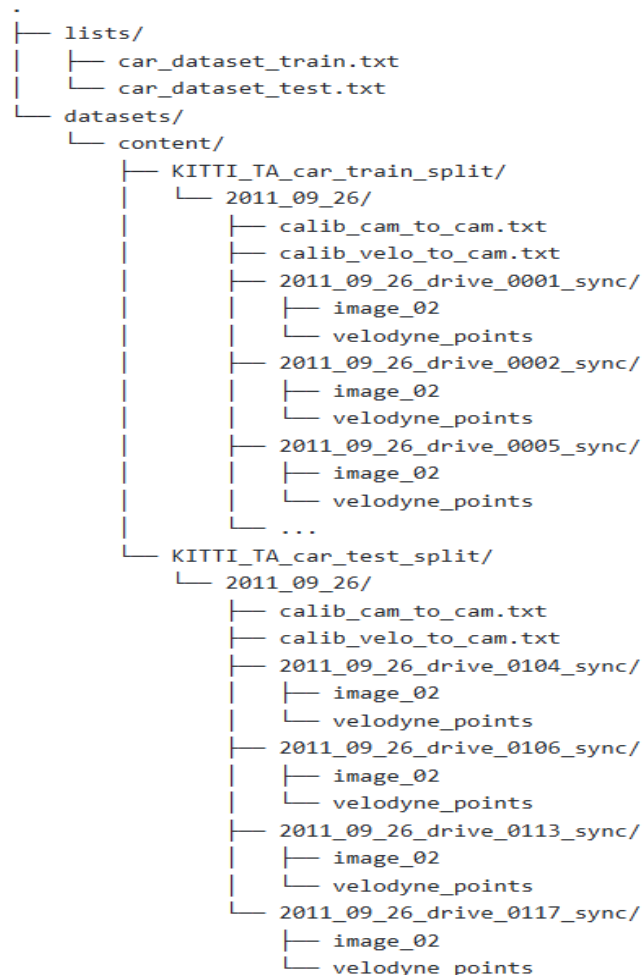 .
├── lists/
│   ├── car_dataset_train.txt
│   └── car_dataset_test.txt
└── datasets/
    └── content/
        ├── KITTI_TA_car_train_split/
        │   └── 2011_09_26/
        │       ├── calib_cam_to_cam.txt
        │       ├── calib_velo_to_cam.txt
        │       ├── 2011_09_26_drive_0001_sync/
        │       │   ├── image_02
        │       │   └── velodyne_points
        │       ├── 2011_09_26_drive_0002_sync/
        │       │   ├── image_02
        │       │   └── velodyne_points
        │       ├── 2011_09_26_drive_0005_sync/
        │       │   ├── image_02
        │       │   └── velodyne_points
        │       └── ...
        └── KITTI_TA_car_test_split/
            └── 2011_09_26/
                ├── calib_cam_to_cam.txt
                ├── calib_velo_to_cam.txt
                ├── 2011_09_26_drive_0104_sync/
                │   ├── image_02
                │   └── velodyne_points
                ├── 2011_09_26_drive_0106_sync/
                │   ├── image_02
                │   └── velodyne_points
                ├── 2011_09_26_drive_0113_sync/
                │   ├── image_02
                │   └── velodyne_points
                └── 2011_09_26_drive_0117_sync/
                    ├── image_02
                    └── velodyne_points